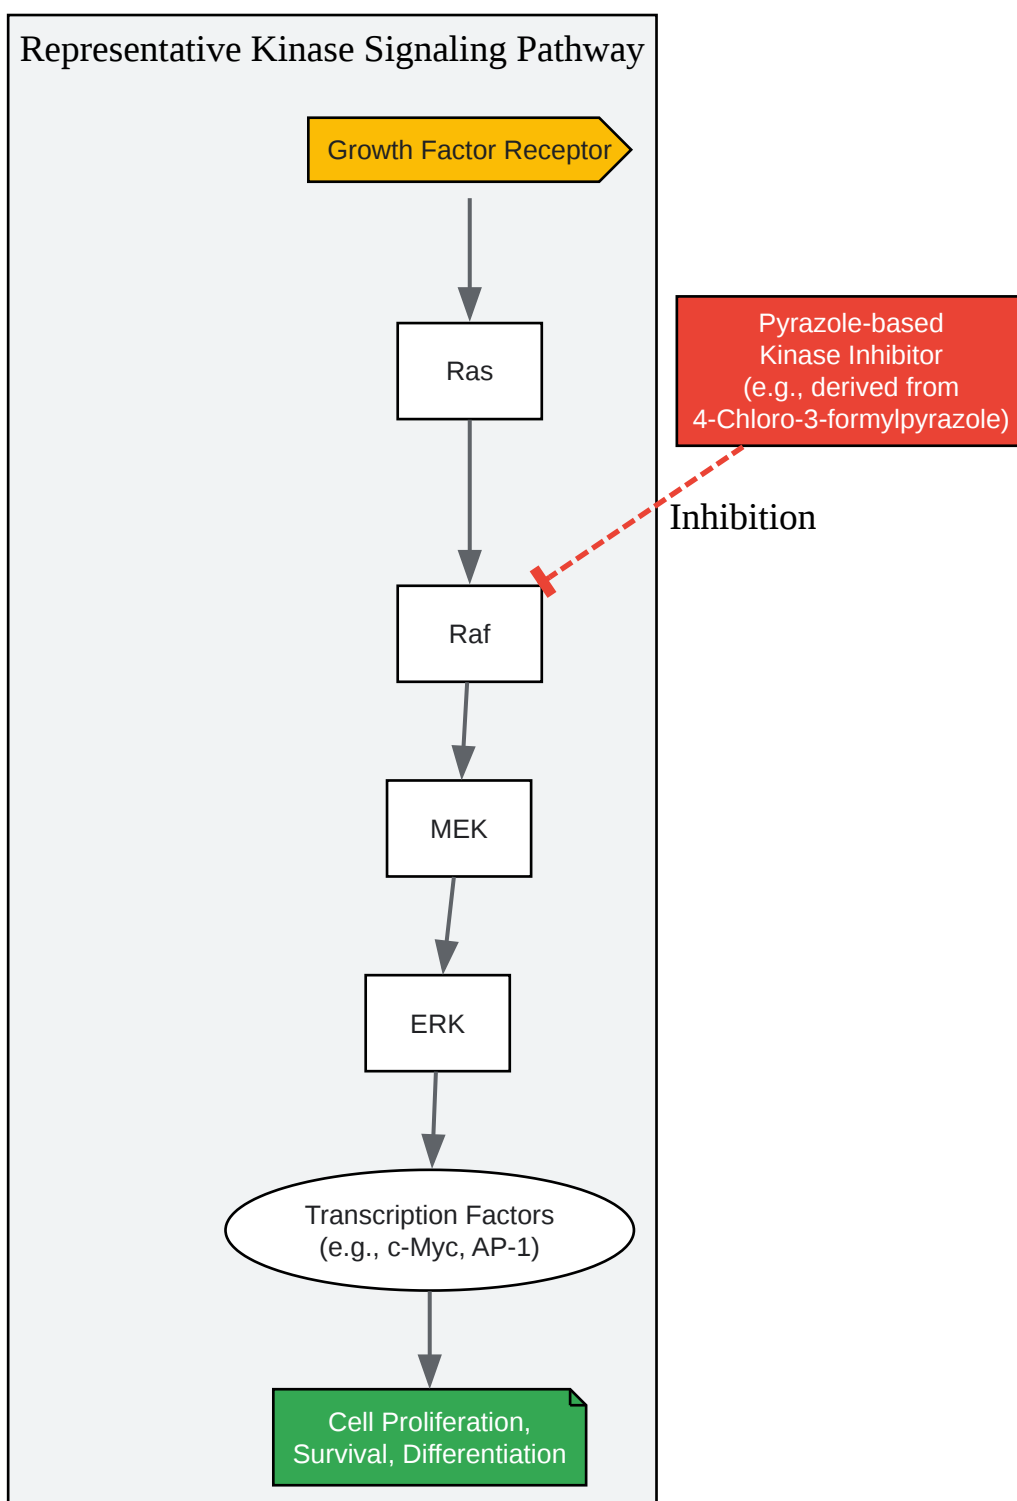 Representative Kinase Signaling Pathway
Growth Factor Receptor
Ras
Pyrazole-based
Kinase Inhibitor
(e.g., derived from
4-Chloro-3-formylpyrazole)
Inhibition
Raf
MEK
ERK
Transcription Factors
(e.g., c-Myc, AP-1)
Cell Proliferation,
Survival, Differentiation